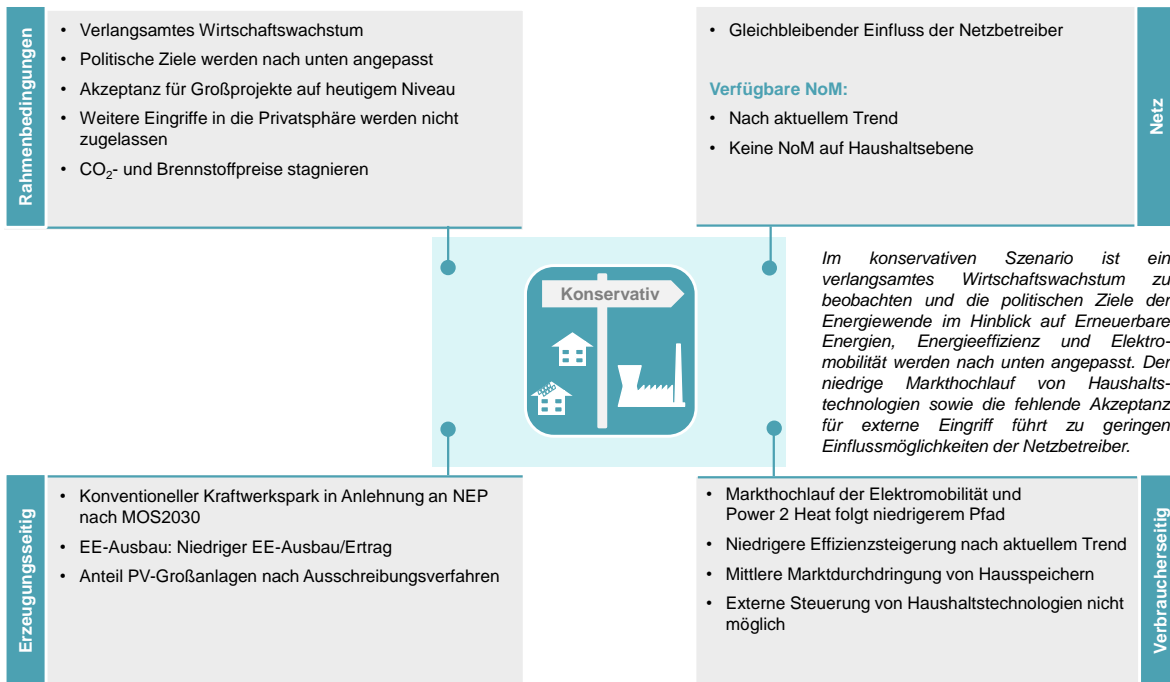 Rahmenbedingungen
• Verlangsamtes Wirtschaftswachstum
• Politische Ziele werden nach unten angepasst
• Akzeptanz für Großprojekte auf heutigem Niveau
• Weitere Eingriffe in die Privatsphäre werden nicht
zugelassen
• CO₂- und Brennstoffpreise stagnieren
• Gleichbleibender Einfluss der Netzbetreiber
Verfügbare NoM:
• Nach aktuellem Trend
• Keine NoM auf Haushaltsebene
Netz
Konservativ
Im konservativen Szenario ist ein
verlangsamtes Wirtschaftswachstum zu
beobachten und die politischen Ziele der
Energiewende im Hinblick auf Erneuerbare
Energien, Energieeffizienz und Elektro-
mobilität werden nach unten angepasst. Der
niedrige Markthochlauf von Haushalts-
technologien sowie die fehlende Akzeptanz
für externe Eingriff führt zu geringen
Einflussmöglichkeiten der Netzbetreiber.
Erzeugungsseitig
• Konventioneller Kraftwerkspark in Anlehnung an NEP
nach MOS2030
• EE-Ausbau: Niedriger EE-Ausbau/Ertrag
• Anteil PV-Großanlagen nach Ausschreibungsverfahren
• Markthochlauf der Elektromobilität und
Power 2 Heat folgt niedrigerem Pfad
• Niedrigere Effizienzsteigerung nach aktuellem Trend
• Mittlere Marktdurchdringung von Hausspeichern
• Externe Steuerung von Haushaltstechnologien nicht
möglich
Verbraucherseitig